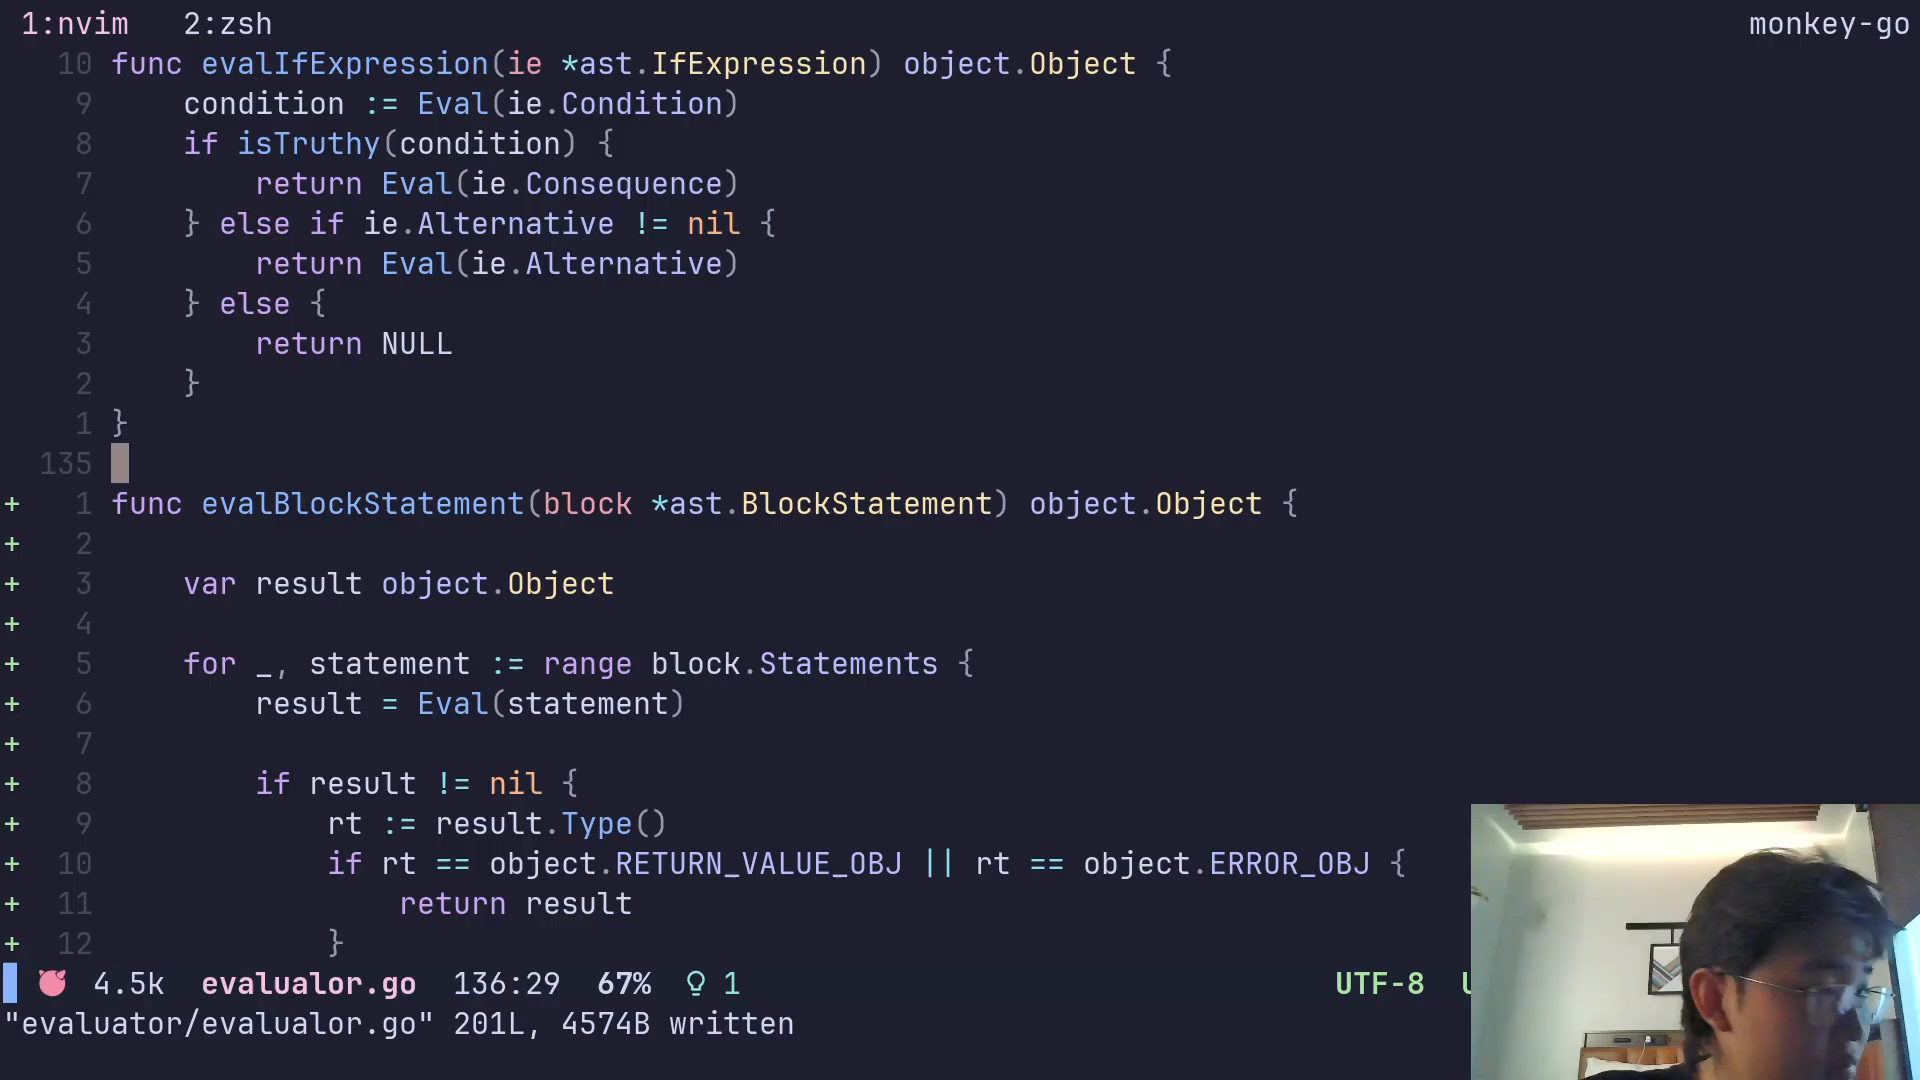 1:nvim 2:zsh monkey-go
10 func evalIfExpression(ie *ast.IfExpression) object.Object {
9 condition := Eval(ie.Condition)
8 if isTruthy(condition) {
7 return Eval(ie.Consequence)
6 } else if ie.Alternative != nil {
5 return Eval(ie.Alternative)
4 } else {
3 return NULL
2 }
1 }
135
+ 1 func evalBlockStatement(block *ast.BlockStatement) object.Object {
+ 2
+ 3 var result object.Object
+ 4
+ 5 for _, statement := range block.Statements {
+ 6 result = Eval(statement)
+ 7
+ 8 if result != nil {
+ 9 rt := result.Type()
+ 10 if rt == object.RETURN_VALUE_OBJ || rt == object.ERROR_OBJ {
+ 11 return result
+ 12 }
4.5k evalualor.go 136:29 67% 1 UTF-8
"evaluator/evalualor.go" 201L, 4574B written